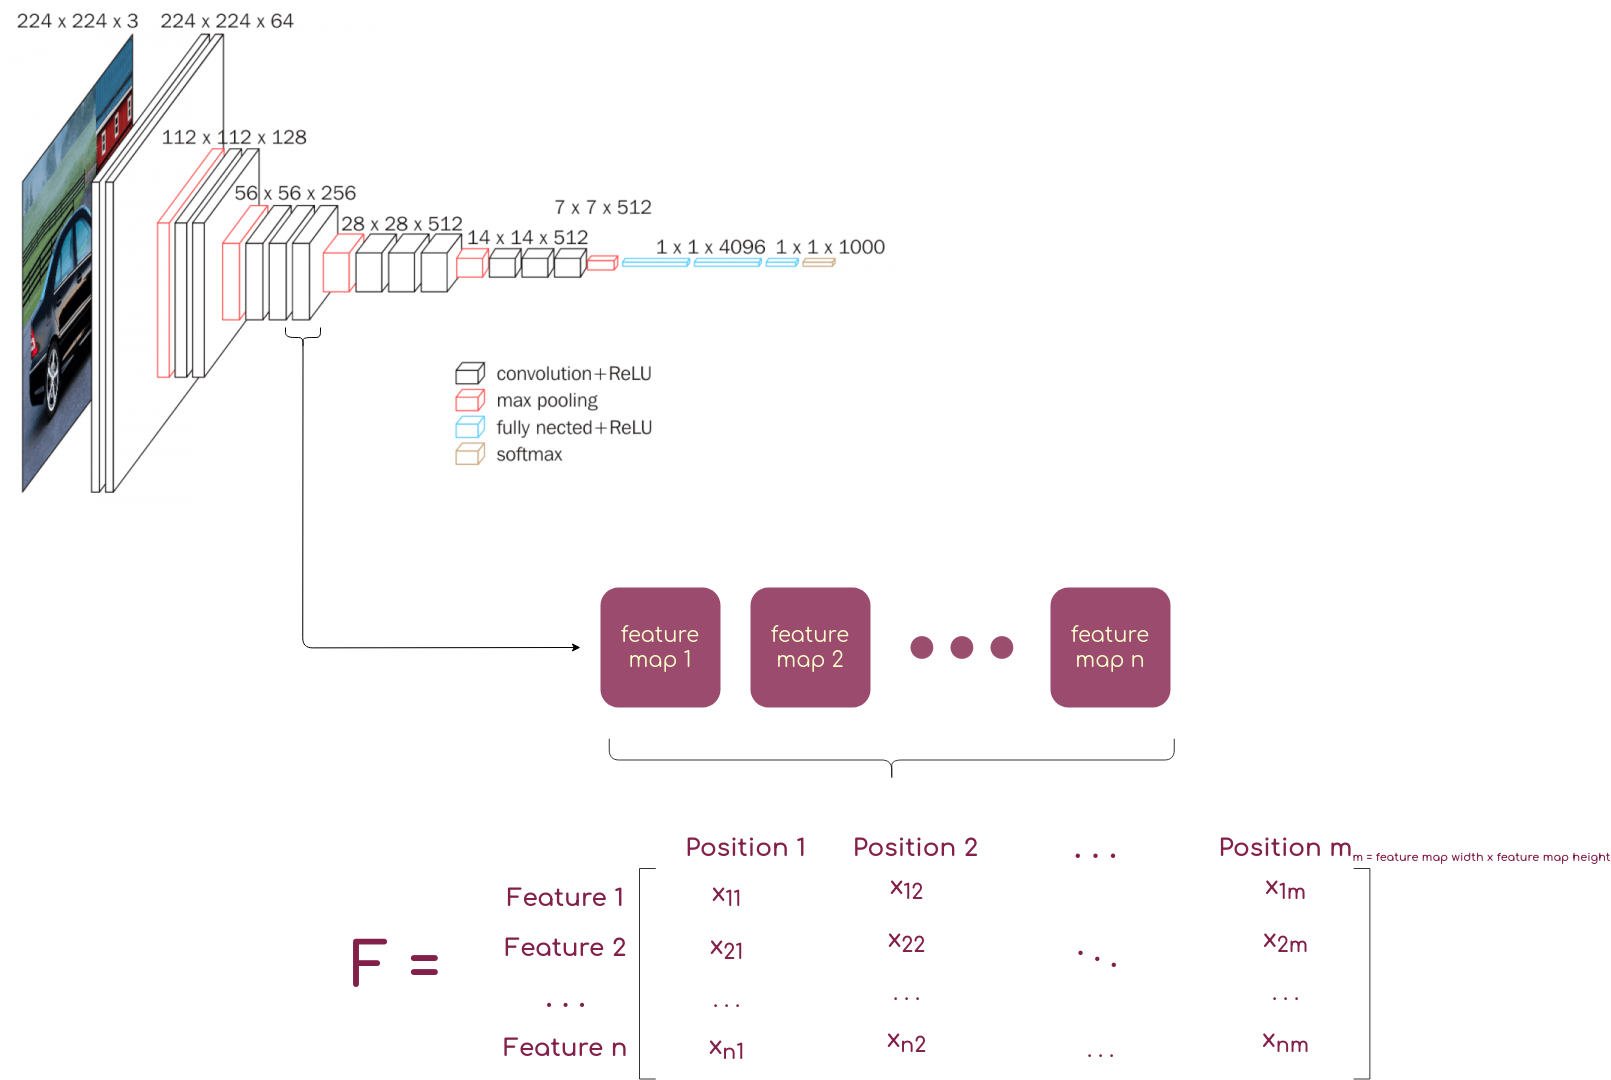 224 x 224 x 3
224 x 224 x 64
112 x 112 x 128
56 x 56 x 256
28 x 28 x 512
14 x 14 x 512
7 x 7 x 512
1 x 1 x 4096
1 x 1 x 1000
convolution+ReLU
max pooling
fully nected+ReLU
softmax
feature
map 1
feature
map 2
feature
map n
Position 1 Position 2 ... Position m m = feature map width x feature map height
F =
Feature 1 x11 x12 x1m
Feature 2 x21 x22 ... x2m
... ... ... ...
Feature n xn1 xn2 ... xnm